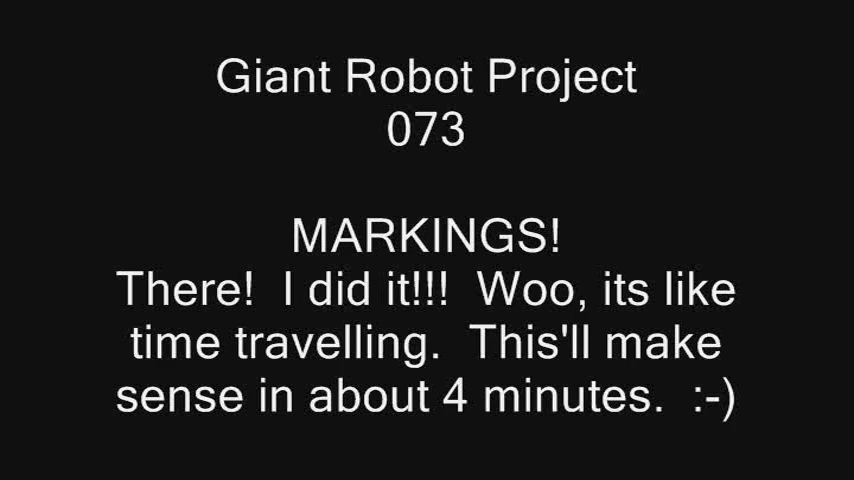 Giant Robot Project
073
MARKINGS!
There!  I did it!!!  Woo, its like
time travelling.  This'll make
sense in about 4 minutes.  :-)